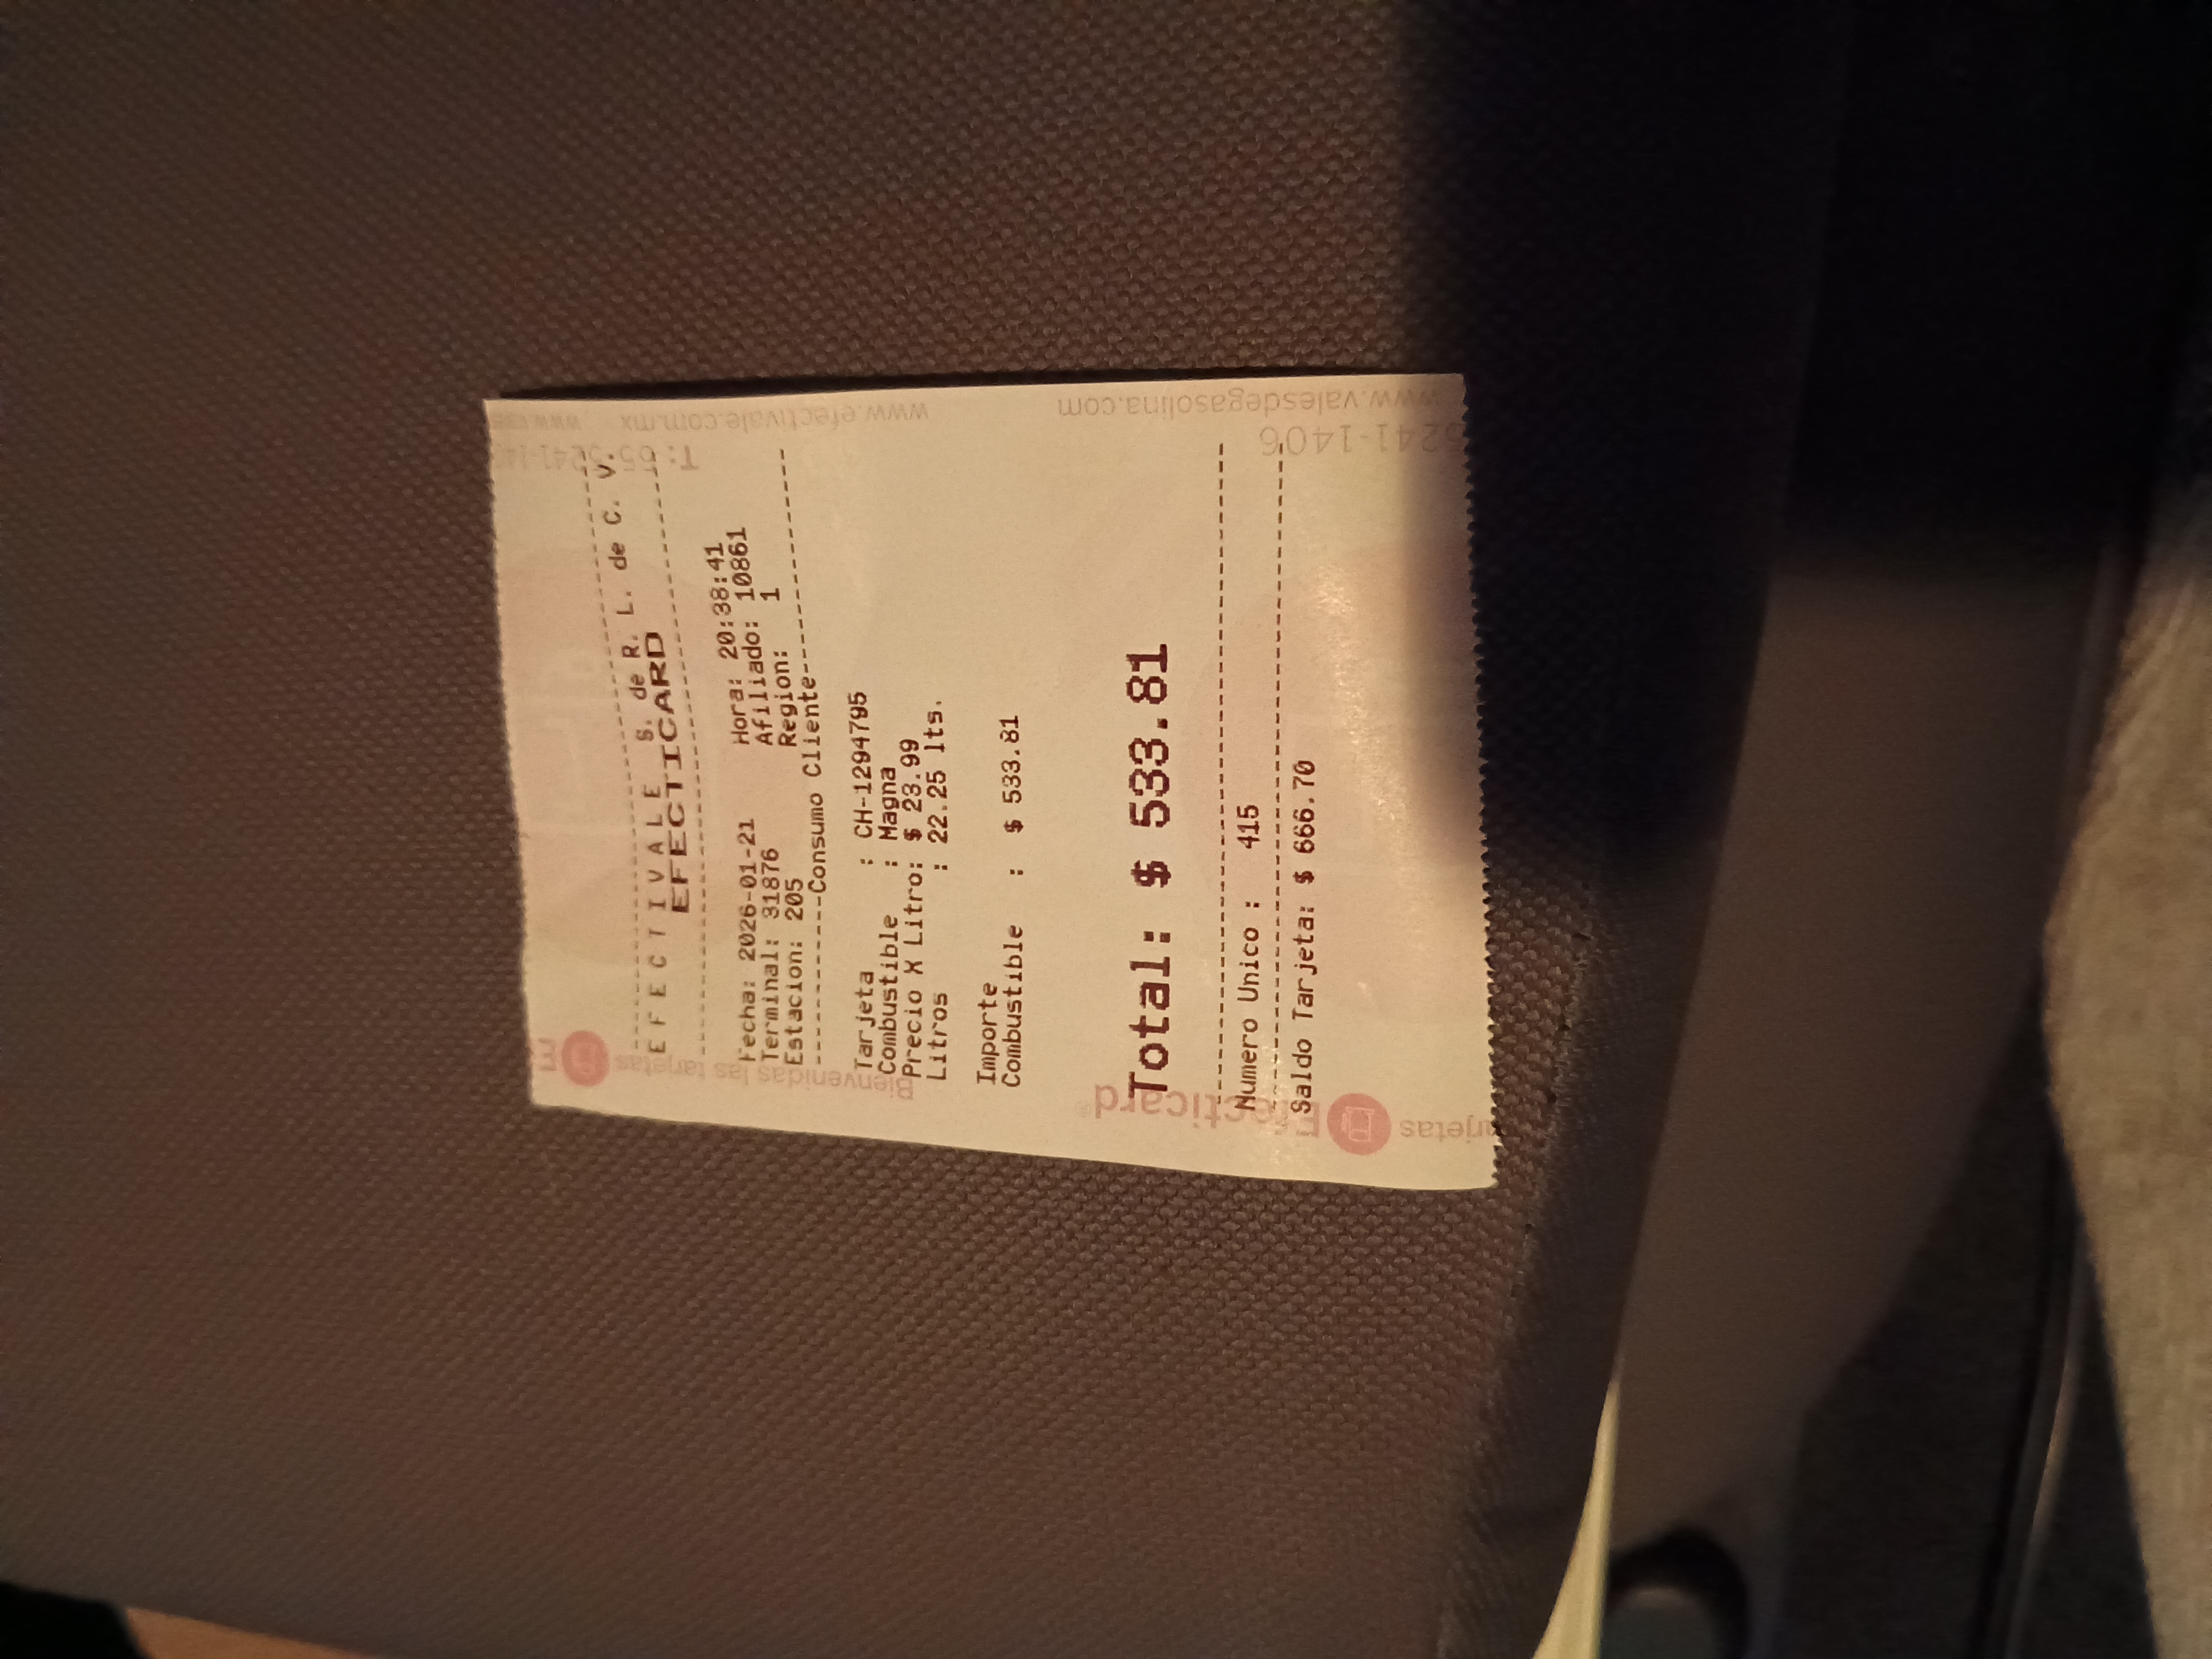 E F E C T I V A L E  S. de R. L. de C. V.
EFECTICARD
Fecha: 2026-01-21 Hora: 20:38:41
Terminal: 31876 Afiliado: 10861
Estacion: 205 Region: 1
--------Consumo Cliente--------
Tarjeta : CH-1294795
Combustible : Magna
Precio X Litro: $ 23.99
Litros : 22.25 lts.
Importe
Combustible : $ 533.81
Total: $ 533.81
Numero Unico : 415
Saldo Tarjeta: $ 666.70
www.efectivale.com.mx
www.valesdegasolina.com
5241-1406
Bienvenidas las tarjetas
Efecticard